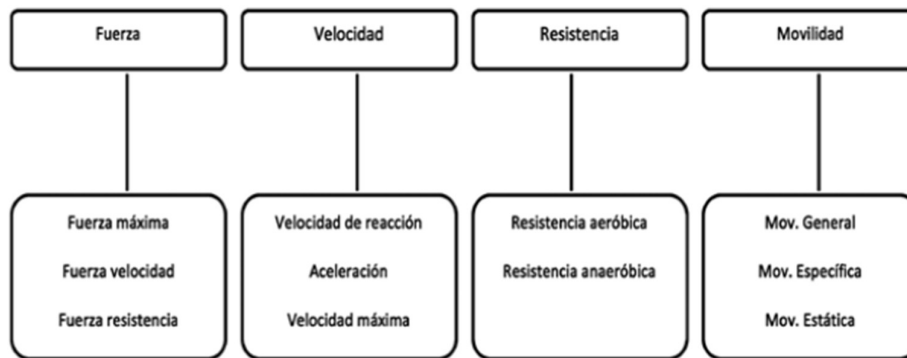 Fuerza
Velocidad
Resistencia
Movilidad
Fuerza máxima
Fuerza velocidad
Fuerza resistencia
Velocidad de reacción
Aceleración
Velocidad máxima
Resistencia aeróbica
Resistencia anaeróbica
Mov. General
Mov. Específica
Mov. Estática